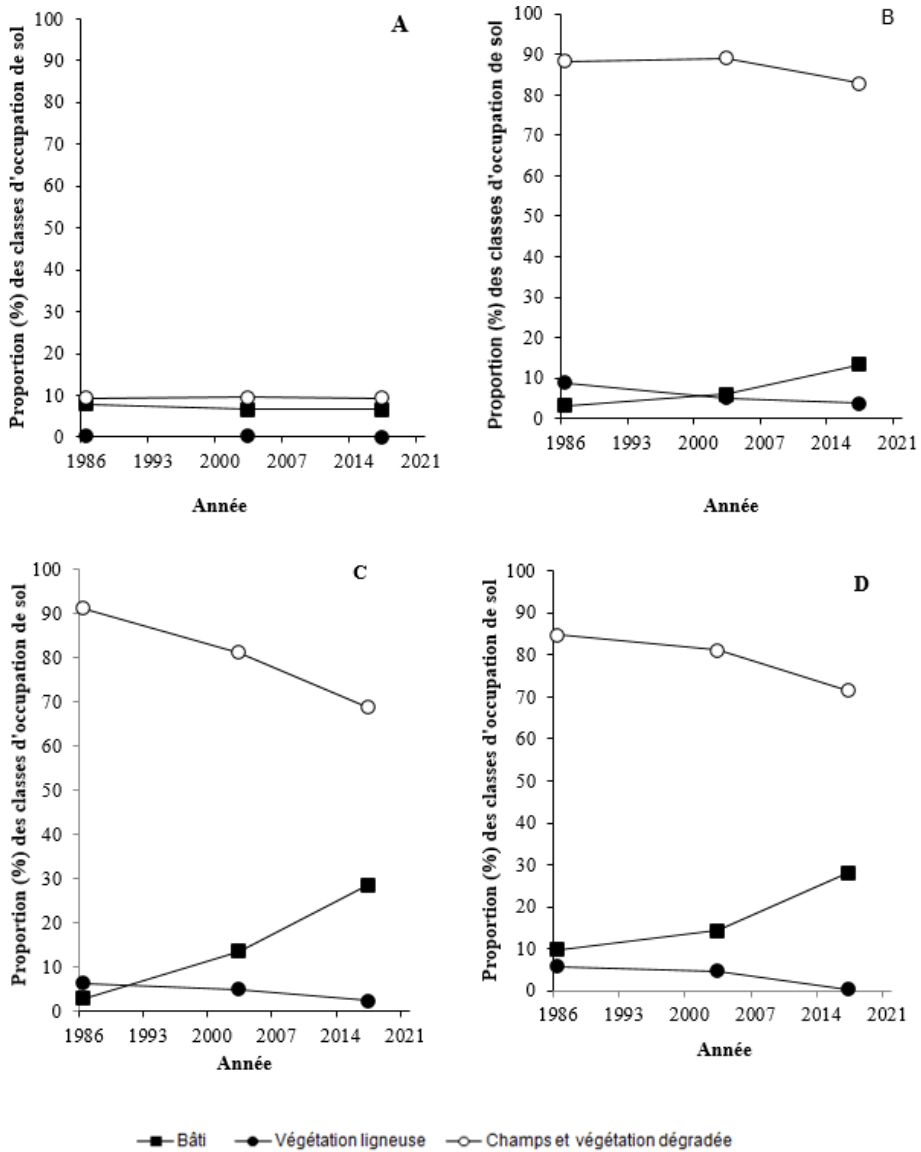 A
Proportion (%) des classes d'occupation de sol
100
90
80
70
60
50
40
30
20
10
0
1986 1993 2000 2007 2014 2021
Année
B
Proportion (%) des classes d'occupation de sol
100
90
80
70
60
50
40
30
20
10
0
1986 1993 2000 2007 2014 2021
Année
C
Proportion (%) des classes d'occupation de sol
100
90
80
70
60
50
40
30
20
10
0
1986 1993 2000 2007 2014 2021
Année
D
Proportion (%) des classes d'occupation de sol
100
90
80
70
60
50
40
30
20
10
0
1986 1993 2000 2007 2014 2021
Année
Bâti Végétation ligneuse Champs et végétation dégradée